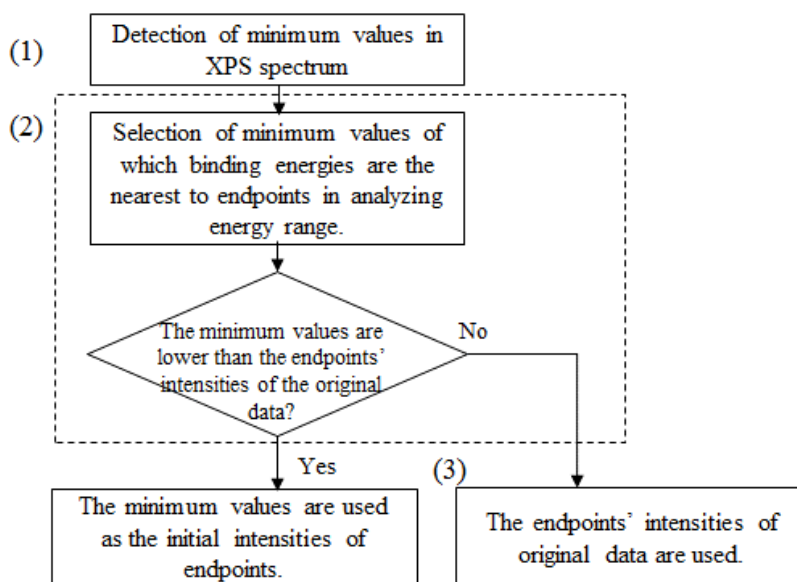 (1)
Detection of minimum values in
XPS spectrum
(2)
Selection of minimum values of
which binding energies are the
nearest to endpoints in analyzing
energy range.
The minimum values are
lower than the endpoints’
intensities of the original
data?
No
Yes
(3)
The minimum values are used
as the initial intensities of
endpoints.
The endpoints’ intensities of
original data are used.